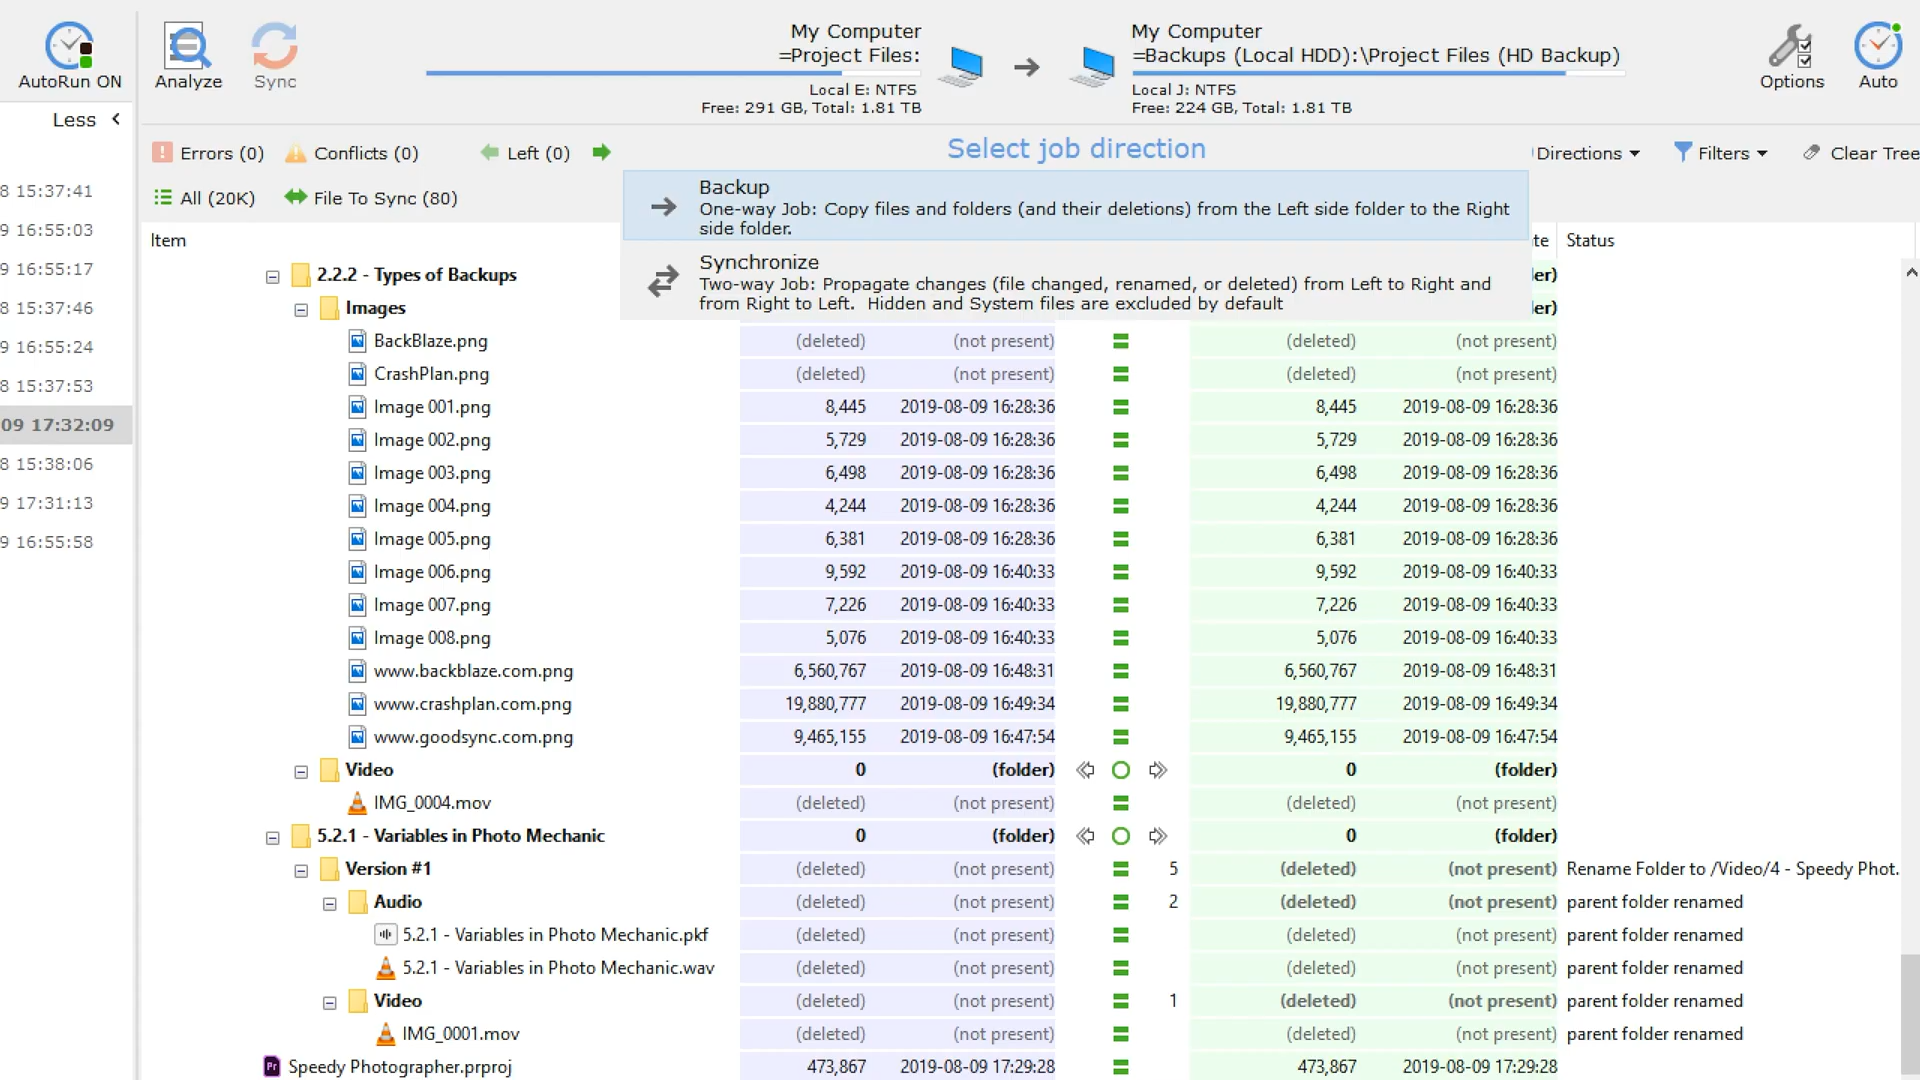 AutoRun ON
Analyze
Sync
My Computer
=Project Files:
Local E: NTFS
Free: 291 GB, Total: 1.81 TB
My Computer
=Backups (Local HDD):\Project Files (HD Backup)
Local J: NTFS
Free: 224 GB, Total: 1.81 TB
Options
Auto
Less
8 15:37:41
9 16:55:03
9 16:55:17
8 15:37:46
9 16:55:24
8 15:37:53
09 17:32:09
8 15:38:06
9 17:31:13
9 16:55:58
Errors (0) Conflicts (0) Left (0)
All (20K) File To Sync (80)
Select job direction
Directions Filters Clear Tree
Backup
One-way Job: Copy files and folders (and their deletions) from the Left side folder to the Right
side folder.
Synchronize
Two-way Job: Propagate changes (file changed, renamed, or deleted) from Left to Right and
from Right to Left. Hidden and System files are excluded by default
Item te Status
2.2.2 - Types of Backups er)
Images er)
BackBlaze.png (deleted) (not present) (deleted) (not present)
CrashPlan.png (deleted) (not present) (deleted) (not present)
Image 001.png 8,445 2019-08-09 16:28:36 8,445 2019-08-09 16:28:36
Image 002.png 5,729 2019-08-09 16:28:36 5,729 2019-08-09 16:28:36
Image 003.png 6,498 2019-08-09 16:28:36 6,498 2019-08-09 16:28:36
Image 004.png 4,244 2019-08-09 16:28:36 4,244 2019-08-09 16:28:36
Image 005.png 6,381 2019-08-09 16:28:36 6,381 2019-08-09 16:28:36
Image 006.png 9,592 2019-08-09 16:40:33 9,592 2019-08-09 16:40:33
Image 007.png 7,226 2019-08-09 16:40:33 7,226 2019-08-09 16:40:33
Image 008.png 5,076 2019-08-09 16:40:33 5,076 2019-08-09 16:40:33
www.backblaze.com.png 6,560,767 2019-08-09 16:48:31 6,560,767 2019-08-09 16:48:31
www.crashplan.com.png 19,880,777 2019-08-09 16:49:34 19,880,777 2019-08-09 16:49:34
www.goodsync.com.png 9,465,155 2019-08-09 16:47:54 9,465,155 2019-08-09 16:47:54
Video 0 (folder) 0 (folder)
IMG_0004.mov (deleted) (not present) (deleted) (not present)
5.2.1 - Variables in Photo Mechanic 0 (folder) 0 (folder)
Version #1 (deleted) (not present) 5 (deleted) (not present) Rename Folder to /Video/4 - Speedy Phot.
Audio (deleted) (not present) 2 (deleted) (not present) parent folder renamed
5.2.1 - Variables in Photo Mechanic.pkf (deleted) (not present) (deleted) (not present) parent folder renamed
5.2.1 - Variables in Photo Mechanic.wav (deleted) (not present) (deleted) (not present) parent folder renamed
Video (deleted) (not present) 1 (deleted) (not present) parent folder renamed
IMG_0001.mov (deleted) (not present) (deleted) (not present) parent folder renamed
Pr Speedy Photographer.prproj 473,867 2019-08-09 17:29:28 473,867 2019-08-09 17:29:28